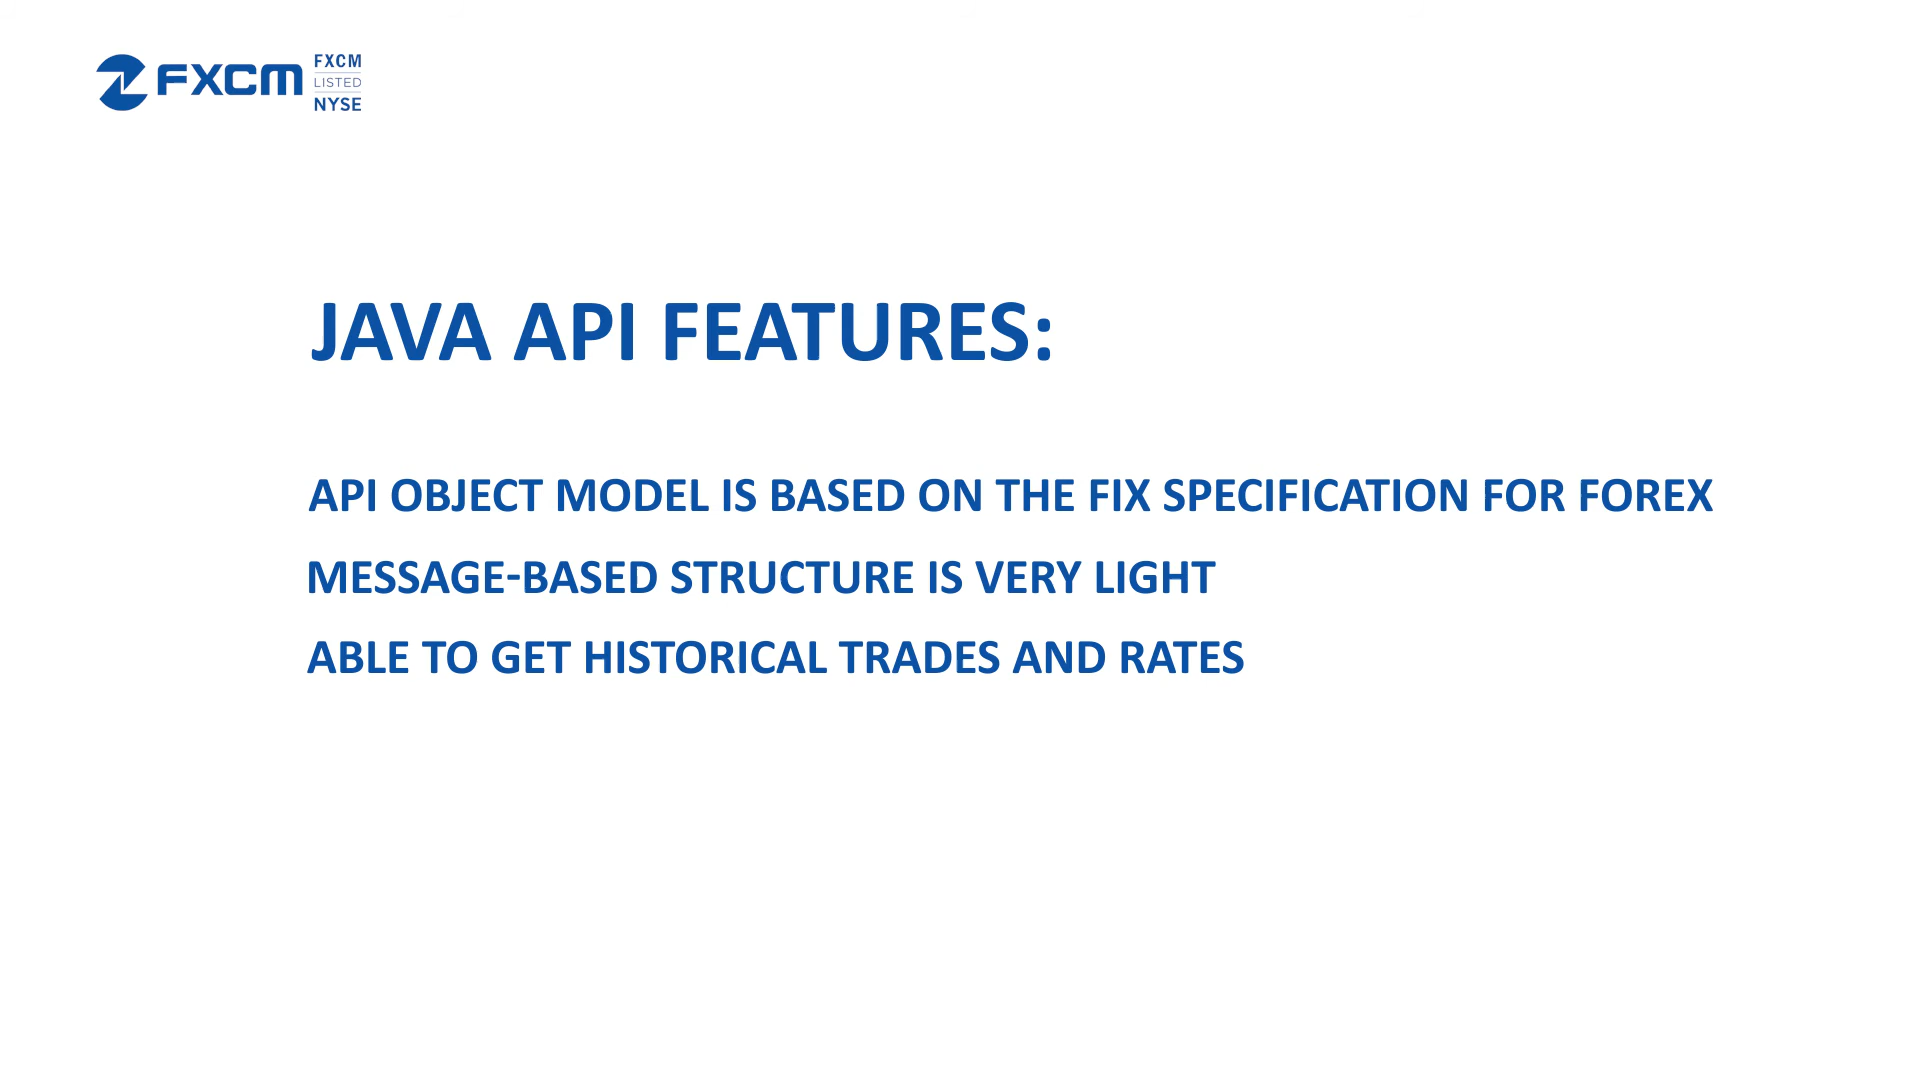 FXCM
FXCM
LISTED
NYSE
JAVA API FEATURES:
API OBJECT MODEL IS BASED ON THE FIX SPECIFICATION FOR FOREX
MESSAGE-BASED STRUCTURE IS VERY LIGHT
ABLE TO GET HISTORICAL TRADES AND RATES